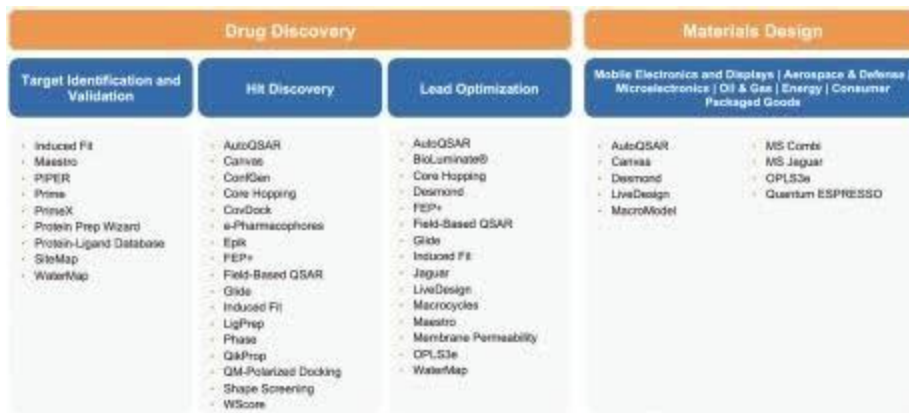 Drug Discovery
Materials Design
Target Identification and
Validation
Hit Discovery
Lead Optimization
Mobile Electronics and Displays | Aerospace & Defense |
Microelectronics | Oil & Gas | Energy | Consumer
Packaged Goods
Induced Fit
Maestro
PIPER
Prime
PrimeX
Protein Prep Wizard
Protein-Ligand Database
SiteMap
WaterMap
AutoQSAR
Canvas
ConfGen
Core Hopping
CovDock
e-Pharmacophores
Epik
FEP+
Field-Based QSAR
Glide
Induced Fit
LigPrep
Phase
QikProp
QM-Polarized Docking
Shape Screening
WScore
AutoQSAR
BioLuminate®
Core Hopping
Desmond
FEP+
Field-Based QSAR
Glide
Induced Fit
Jaguar
LiveDesign
Macrocycles
Maestro
Membrane Permeability
OPLS3e
WaterMap
AutoQSAR
Canvas
Desmond
LiveDesign
MacroModel
MS Combi
MS Jaguar
OPLS3e
Quantum ESPRESSO